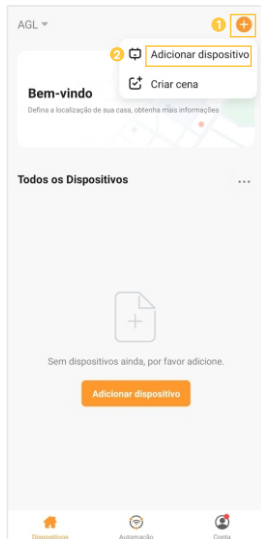 AGL
1
2 Adicionar dispositivo
Criar cena
Bem-vindo
Defina a localização de sua casa, obtenha mais informações
Todos os Dispositivos
...
Sem dispositivos ainda, por favor adicione.
Adicionar dispositivo
Dispositivos
Automação
Conta